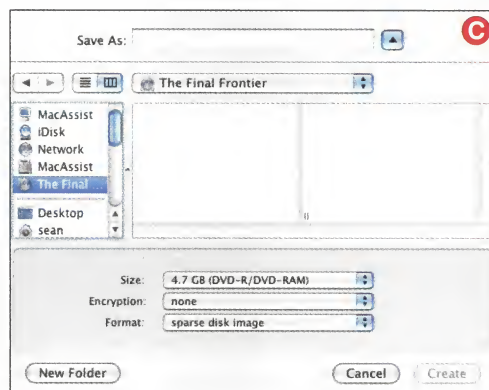 C
Save As:
The Final Frontier
MacAssist
iDisk
Network
MacAssist
The Final
Desktop
sean
Size: 4.7 GB (DVD-R/DVD-RAM)
Encryption: none
Format: sparse disk image
New Folder Cancel Create